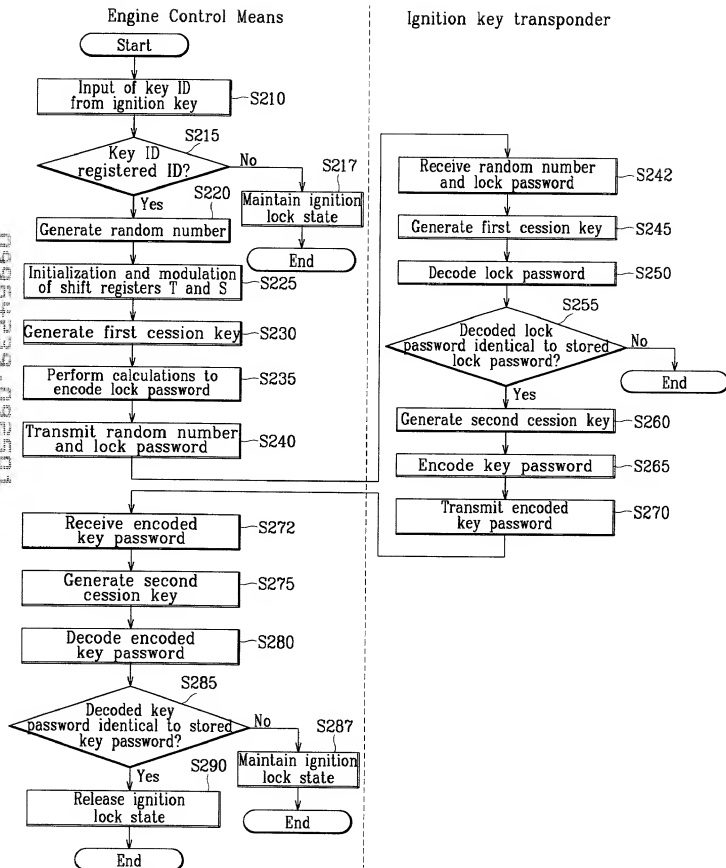 Engine Control Means
Start
Input of key ID
from ignition key
S210
S215
Key ID
registered ID?
No
S217
Maintain ignition
lock state
End
Yes
S220
Generate random number
Initialization and modulation
of shift registers T and S
S225
Generate first cession key
S230
Perform calculations to
encode lock password
S235
Transmit random number
and lock password
S240
Receive encoded
key password
S272
Generate second
cession key
S275
Decode encoded
key password
S280
S285
Decoded key
password identical to stored
key password?
No
S287
Maintain ignition
lock state
End
Yes
S290
Release ignition
lock state
End
Ignition key transponder
Receive random number
and lock password
S242
Generate first cession key
S245
Decode lock password
S250
S255
Decoded lock
password identical to stored
lock password?
No
End
Yes
Generate second cession key
S260
Encode key password
S265
Transmit encoded
key password
S270